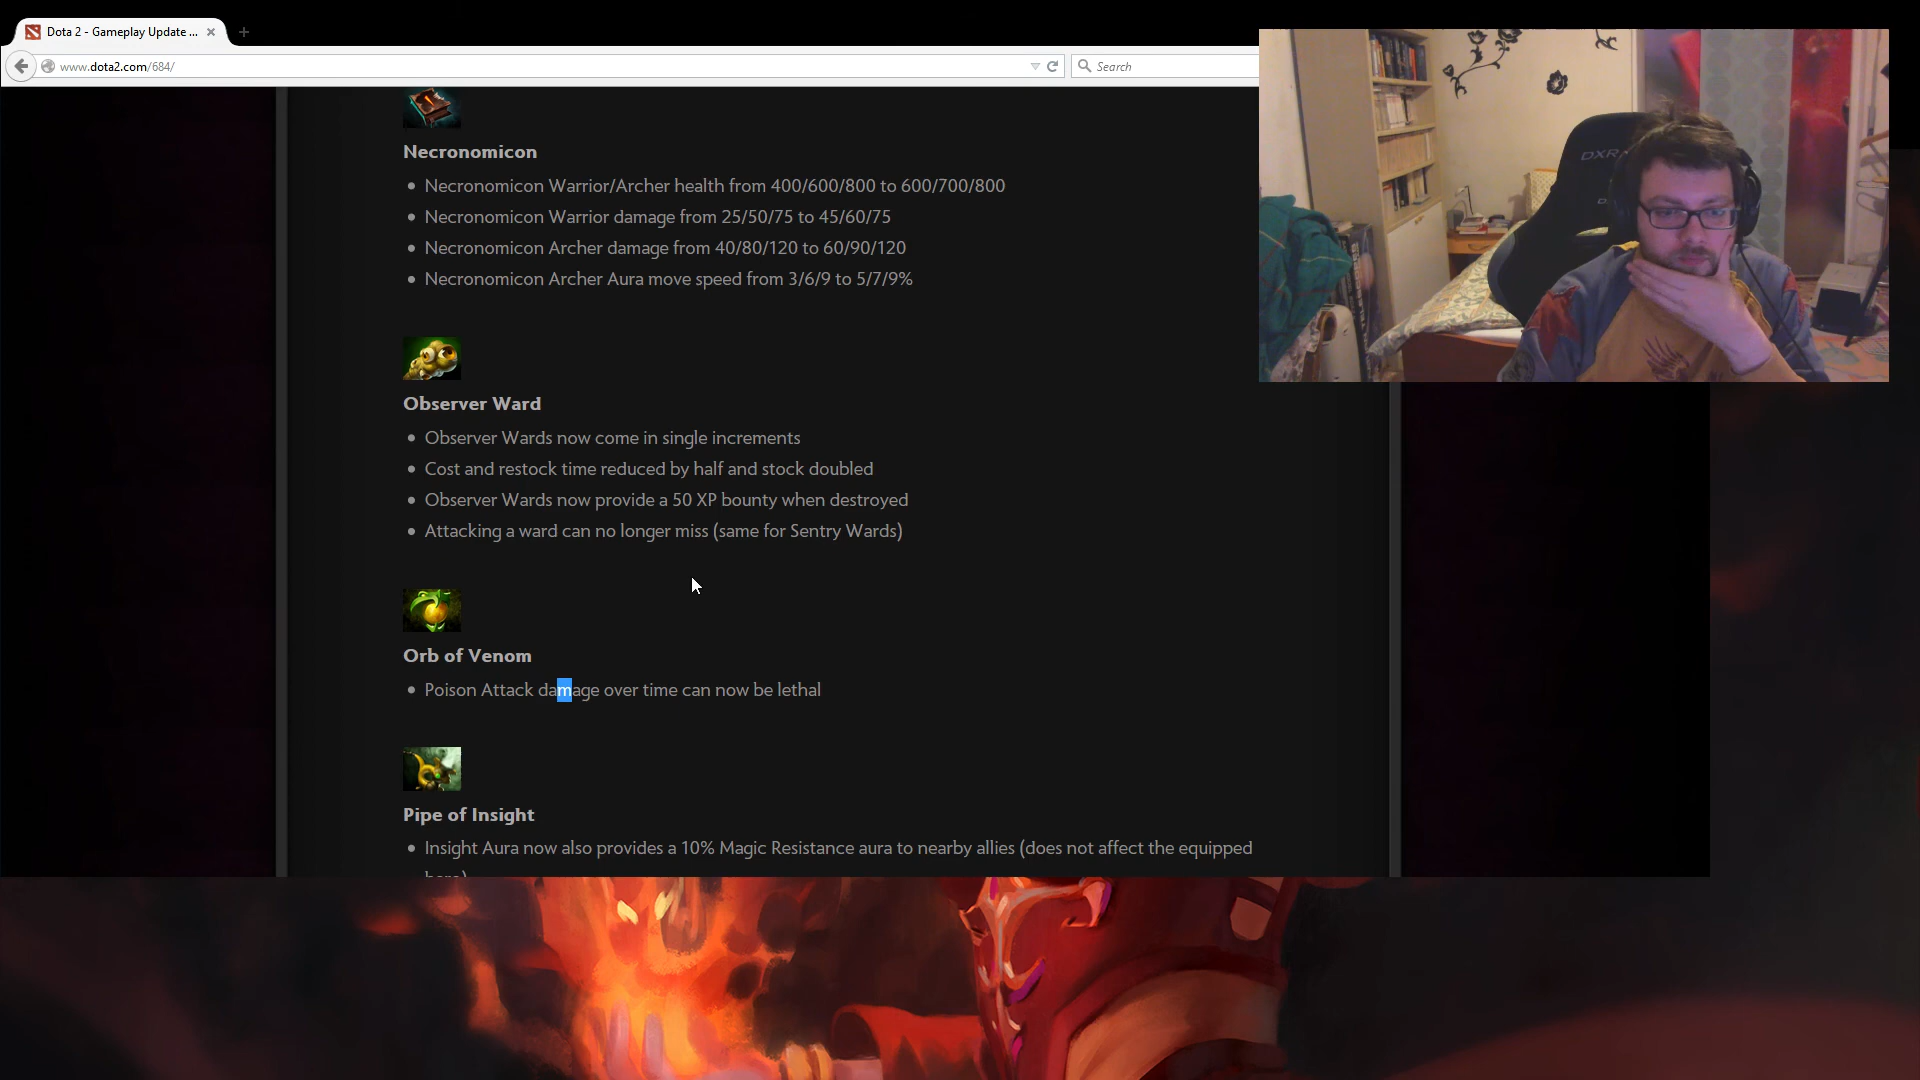 Dota 2 - Gameplay Update ...
www.dota2.com/684/
Search
Necronomicon
Necronomicon Warrior/Archer health from 400/600/800 to 600/700/800
Necronomicon Warrior damage from 25/50/75 to 45/60/75
Necronomicon Archer damage from 40/80/120 to 60/90/120
Necronomicon Archer Aura move speed from 3/6/9 to 5/7/9%
Observer Ward
Observer Wards now come in single increments
Cost and restock time reduced by half and stock doubled
Observer Wards now provide a 50 XP bounty when destroyed
Attacking a ward can no longer miss (same for Sentry Wards)
Orb of Venom
Poison Attack damage over time can now be lethal
Pipe of Insight
Insight Aura now also provides a 10% Magic Resistance aura to nearby allies (does not affect the equipped